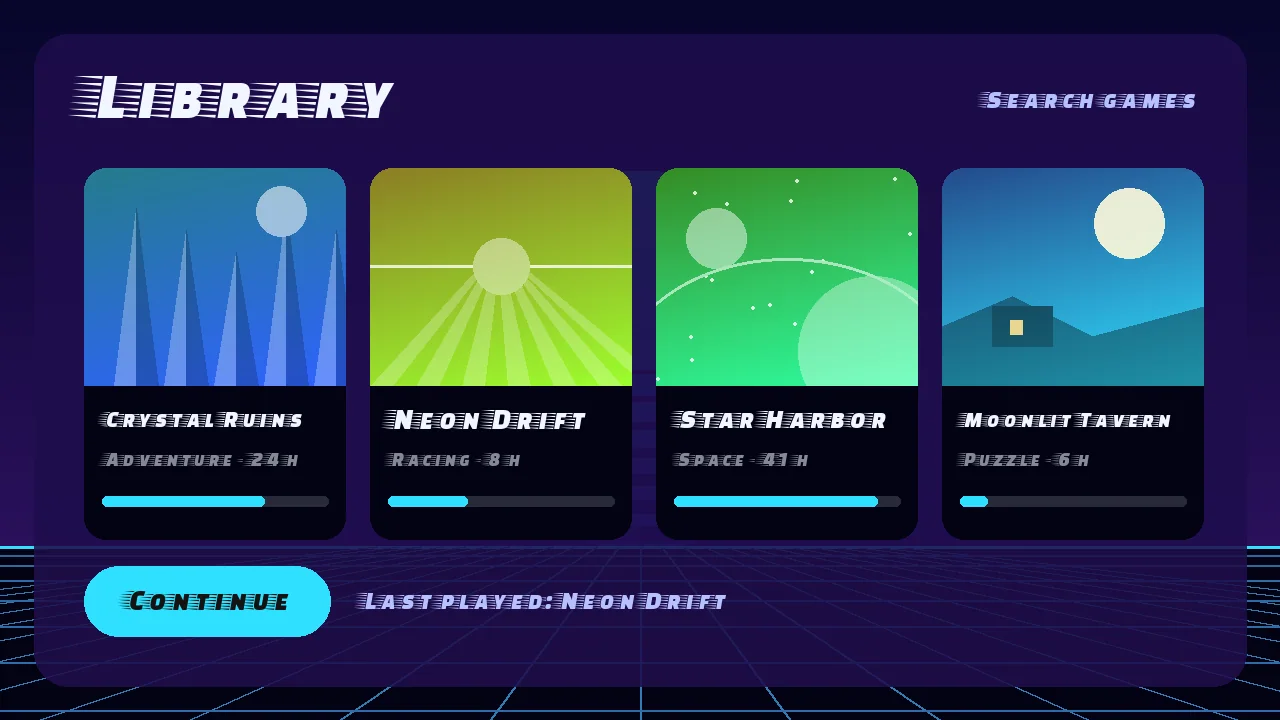 Library
Search games
Crystal Ruins
Adventure · 24 h
Neon Drift
Racing · 8 h
Star Harbor
Space · 41 h
Moonlit Tavern
Puzzle · 6 h
Continue
Last played: Neon Drift